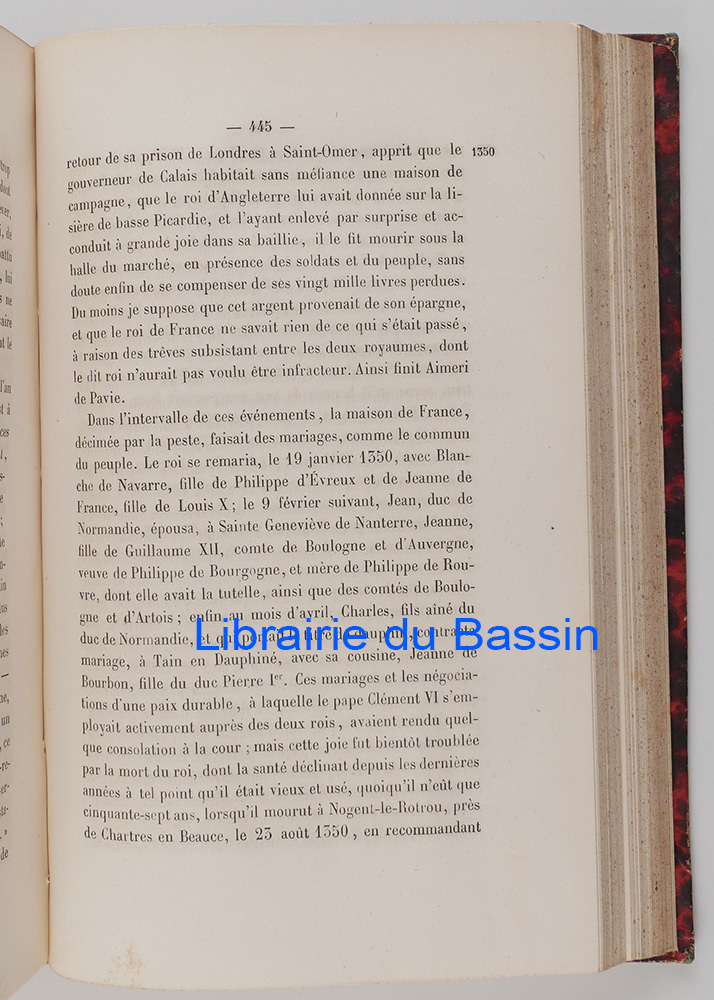 — 445 —
retour de sa prison de Londres à Saint-Omer, apprit que le 1350
gouverneur de Calais habitait sans méfiance une maison de
campagne, que le roi d'Angleterre lui avait donnée sur la li-
sière de basse Picardie, et l'ayant enlevé par surprise et ac-
conduit à grande joie dans sa baillie, il le fit mourir sous la
halle du marché, en présence des soldats et du peuple, sans
doute enfin de se compenser de ses vingt mille livres perdues.
Du moins je suppose que cet argent provenait de son épargne,
et que le roi de France ne savait rien de ce qui s'était passé,
à raison des trêves subsistant entre les deux royaumes, dont
le dit roi n'aurait pas voulu être infracteur. Ainsi finit Aimeri
de Pavie.
Dans l'intervalle de ces événements, la maison de France,
décimée par la peste, faisait des mariages, comme le commun
du peuple. Le roi se remaria, le 19 janvier 1350, avec Blan-
che de Navarre, fille de Philippe d'Évreux et de Jeanne de
France, fille de Louis X; le 9 février suivant, Jean, duc de
Normandie, épousa, à Sainte Geneviève de Nanterre, Jeanne,
fille de Guillaume XII, comte de Boulogne et d'Auvergne,
veuve de Philippe de Bourgogne, et mère de Philippe de Rou-
vre, dont elle avait la tutelle, ainsi que des comtés de Boulo-
gne et d'Artois; enfin au mois d'avril, Charles, fils aîné du
duc de Normandie, et qui portait le titre de dauphin, contracta
Librairie du Bassin
mariage, à Tain en Dauphiné, avec sa cousine, Jeanne de
Bourbon, fille du duc Pierre Ier. Ces mariages et les négocia-
tions d'une paix durable, à laquelle le pape Clément VI s'em-
ployait activement auprès des deux rois, avaient rendu quel-
que consolation à la cour; mais cette joie fut bientôt troublée
par la mort du roi, dont la santé déclinait depuis les dernières
années à tel point qu'il était vieux et usé, quoiqu'il n'eût que
cinquante-sept ans, lorsqu'il mourut à Nogent-le-Rotrou, près
de Chartres en Beauce, le 23 août 1350, en recommandant